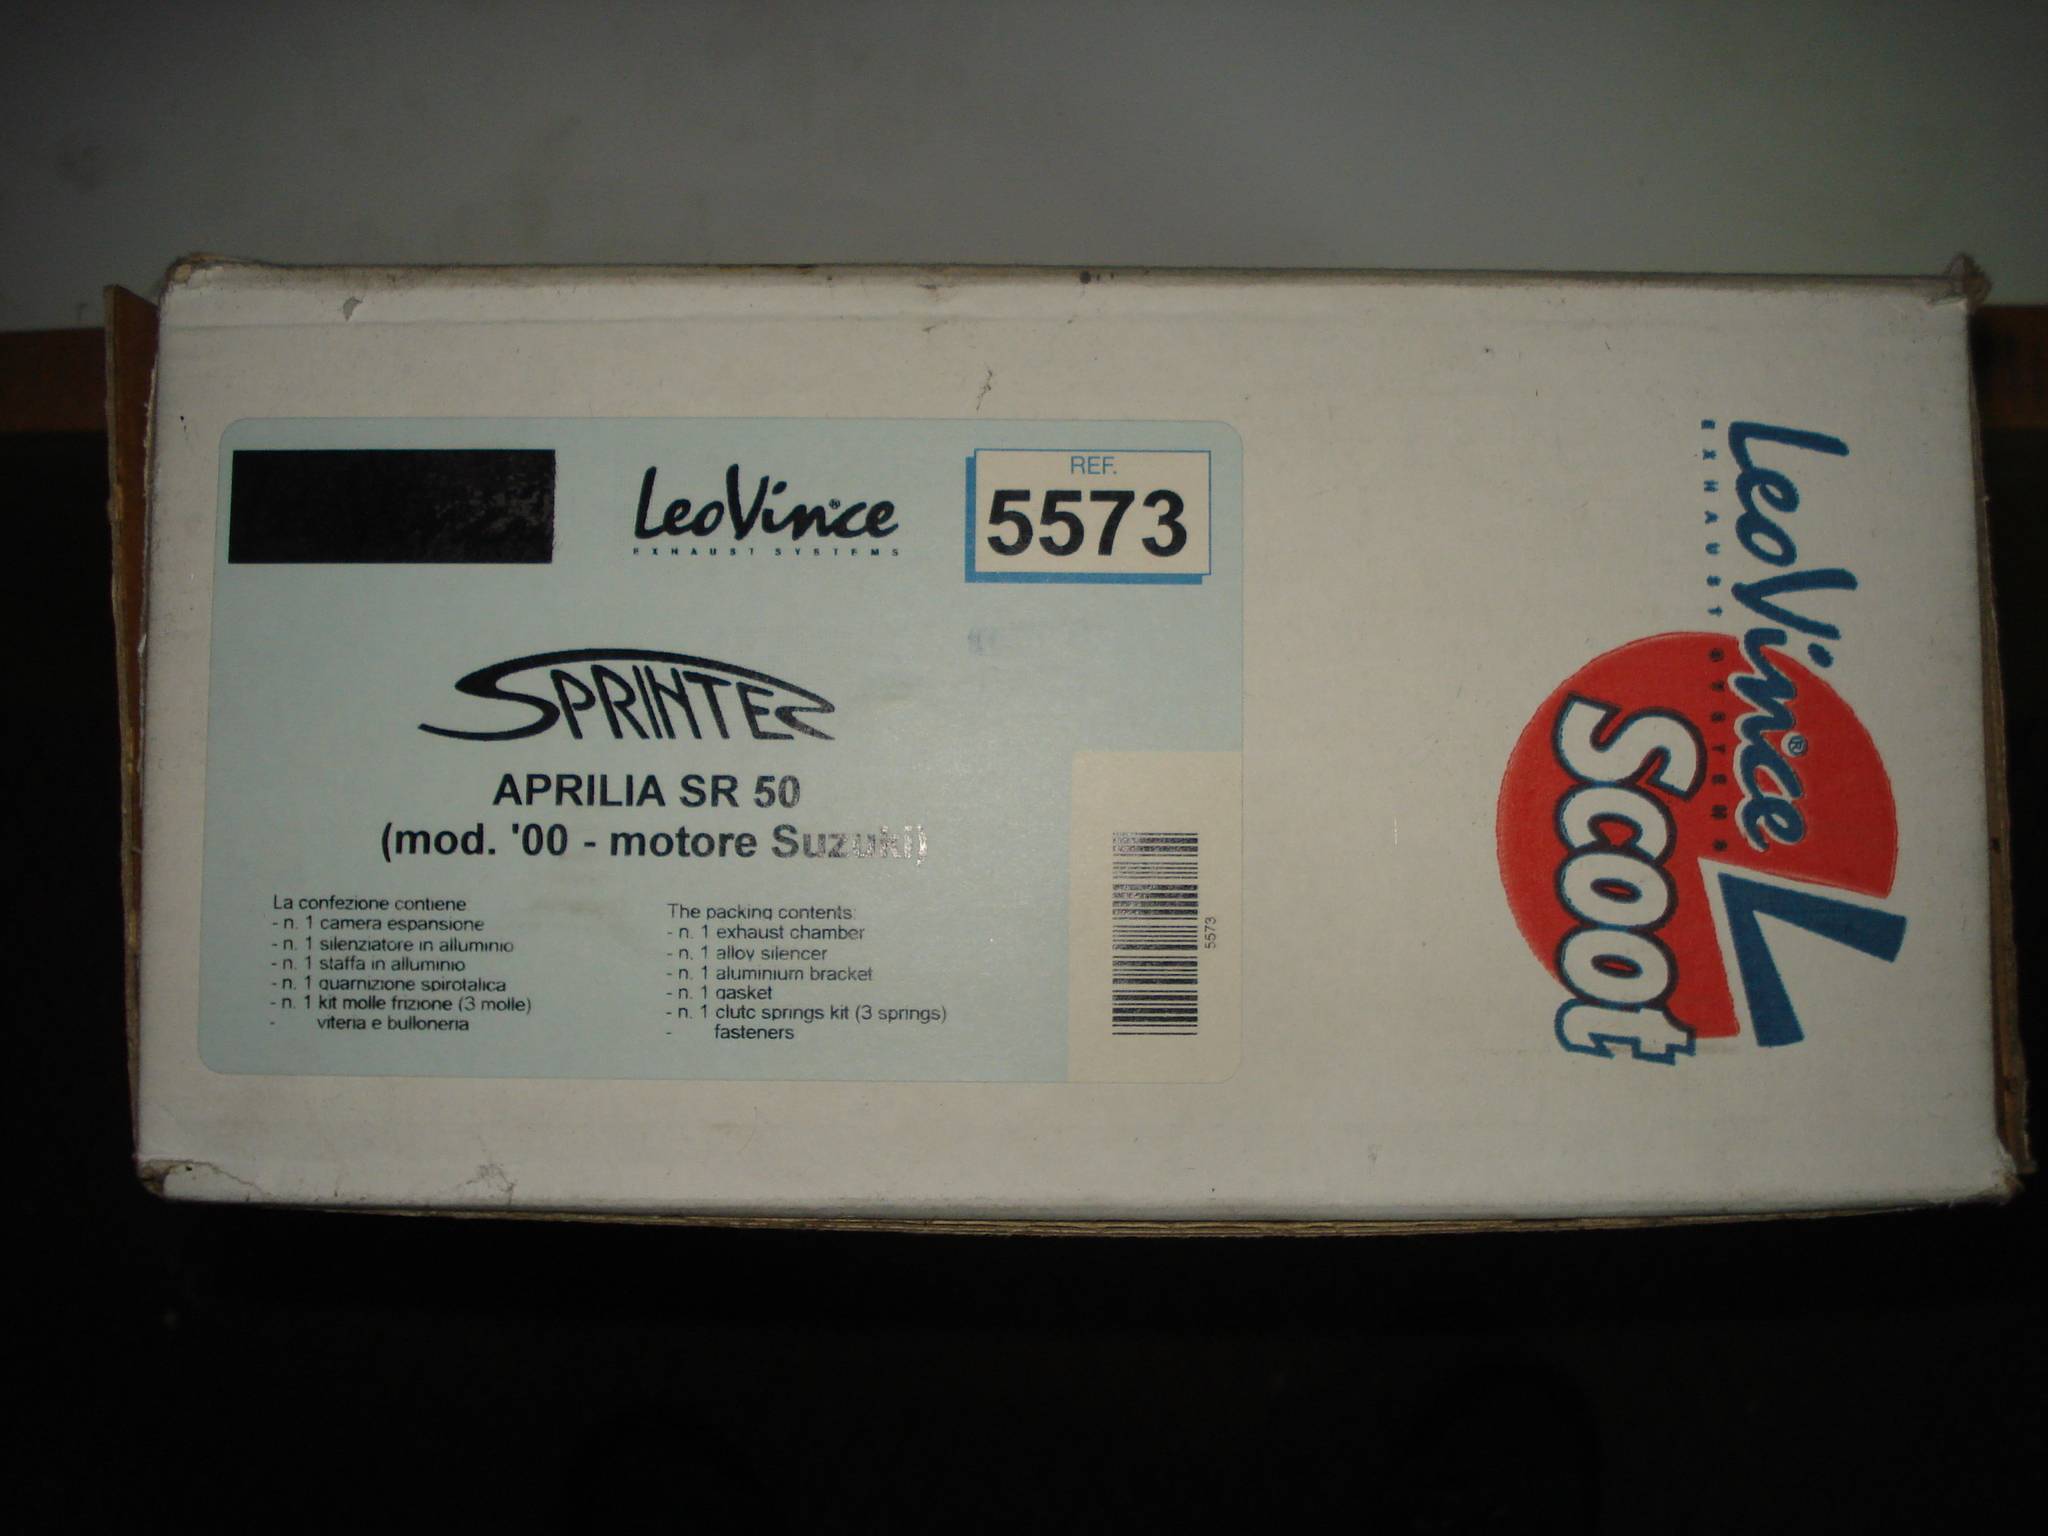 LeoVince
EXHAUST SYSTEMS
REF.
5573
SPRINTER
APRILIA SR 50
(mod. '00 - motore Suzuki)
La confezione contiene
- n. 1 camera espansione
- n. 1 silenziatore in alluminio
- n. 1 staffa in alluminio
- n. 1 guarnizione spirotalica
- n. 1 kit molle frizione (3 molle)
- viteria e bulloneria
The packing contents:
- n. 1 exhaust chamber
- n. 1 alloy silencer
- n. 1 aluminium bracket
- n. 1 gasket
- n. 1 clutc springs kit (3 springs)
- fasteners
5573
LeoVince®
EXHAUST SYSTEMS
L
Scoot